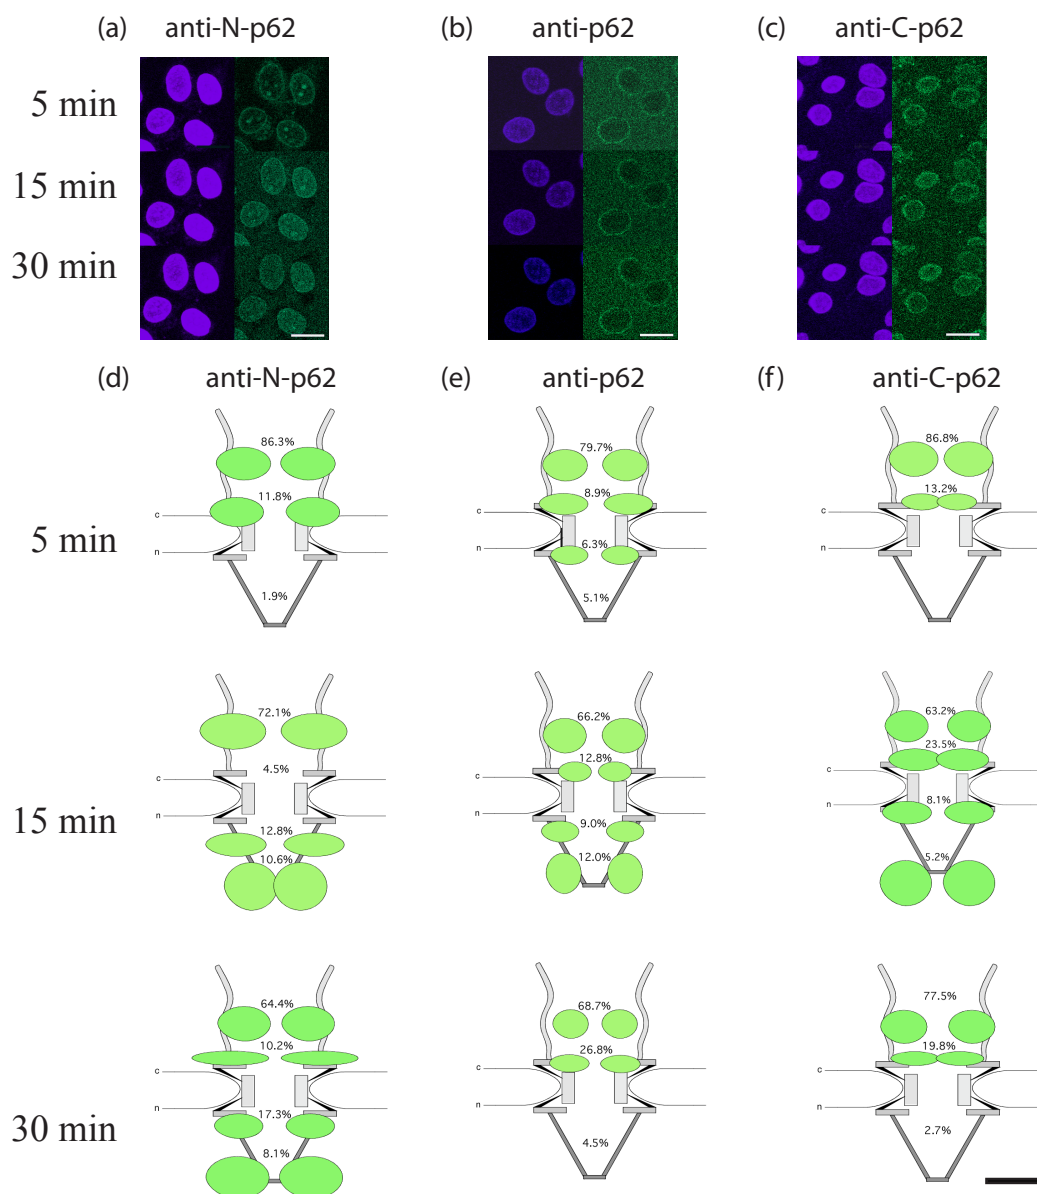 (a) anti-N-p62 (b) anti-p62 (c) anti-C-p62
5 min
15 min
30 min
(d) anti-N-p62 (e) anti-p62 (f) anti-C-p62
86.3% 79.7% 86.8%
11.8% 8.9% 13.2%
c c c
5 min
n 6.3% n n
1.9% 5.1%
72.1% 66.2% 63.2%
4.5% 12.8% 23.5%
c c c
15 min
n n 8.1% n
12.8% 9.0%
10.6% 12.0% 5.2%
64.4% 68.7% 77.5%
10.2% 26.8% 19.8%
c c c
n n n
30 min
17.3%
8.1% 4.5% 2.7%